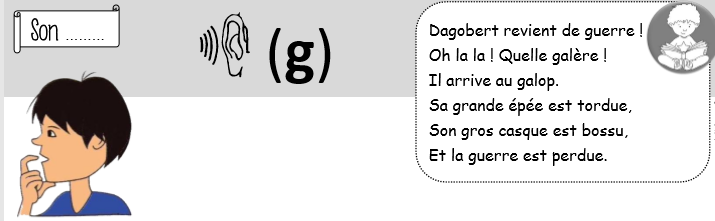 Son .........
(g)
Dagobert revient de guerre !
Oh la la ! Quelle galère !
Il arrive au galop.
Sa grande épée est tordue,
Son gros casque est bossu,
Et la guerre est perdue.